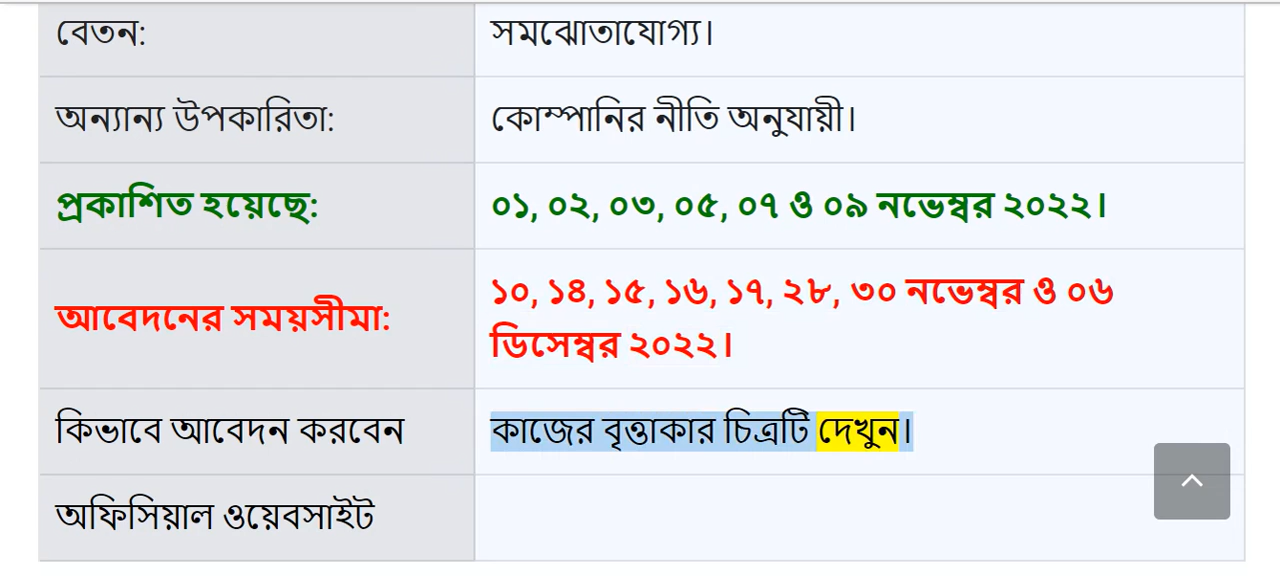 বেতন: সমঝোতাযোগ্য।
অন্যান্য উপকারিতা: কোম্পানির নীতি অনুযায়ী।
প্রকাশিত হয়েছে: ০১, ০২, ০৩, ০৫, ০৭ ও ০৯ নভেম্বর ২০২২।
আবেদনের সময়সীমা: ১০, ১৪, ১৫, ১৬, ১৭, ২৮, ৩০ নভেম্বর ও ০৬
ডিসেম্বর ২০২২।
কিভাবে আবেদন করবেন কাজের বৃত্তাকার চিত্রটি দেখুন।
অফিসিয়াল ওয়েবসাইট